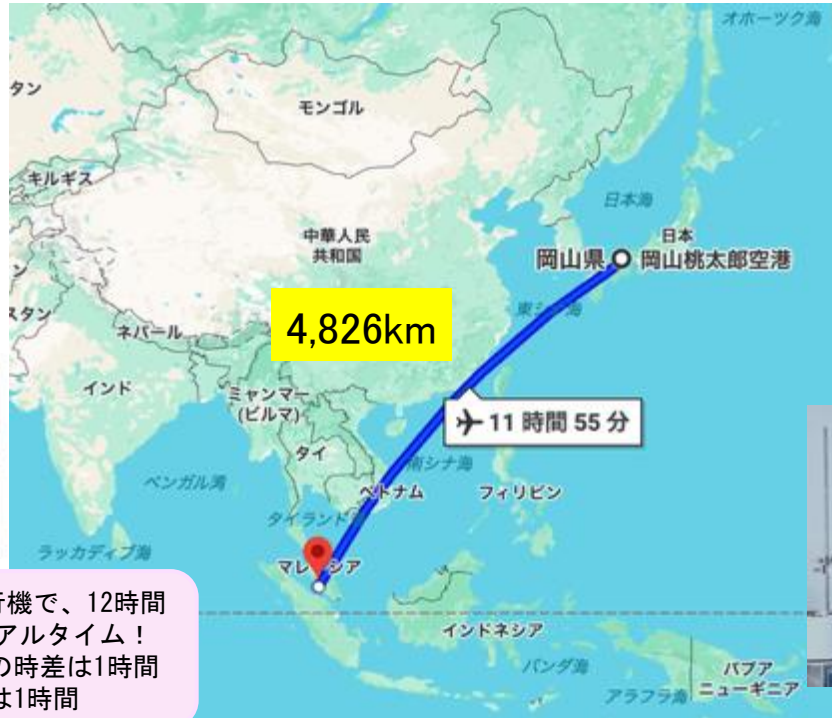 オホーツク海
タン
モンゴル
キルギス
日本海
中華人民
共和国
日本
岡山県
岡山桃太郎空港
ン
スタン
東シナ海
ネパール
4,826km
インド
ミャンマー
(ビルマ)
11 時間 55 分
タイ
南シナ海
ベンガル湾
ベトナム
フィリピン
タイランド
ラッカディブ海
マレーシア
行機で、12時間
アルタイム！
の時差は1時間
は1時間
インドネシア
バンダ海
パプア
ニューギニア
アラフラ海